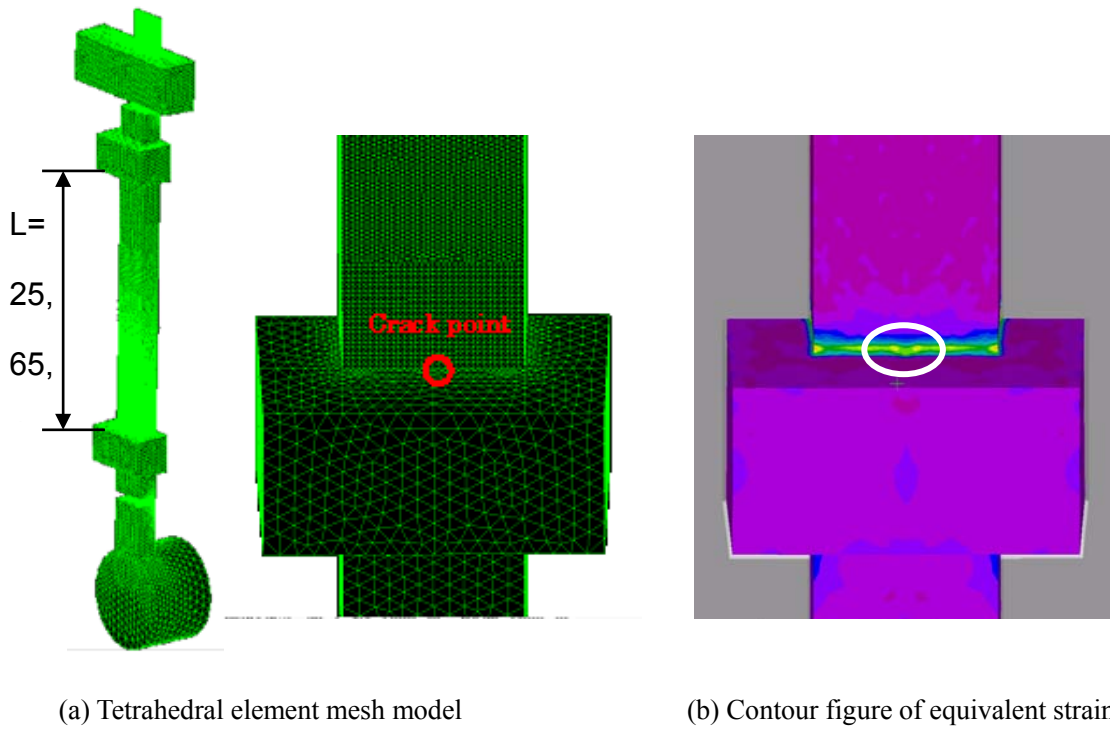 L=
25,
65,
Crack point
(a) Tetrahedral element mesh model
(b) Contour figure of equivalent strain